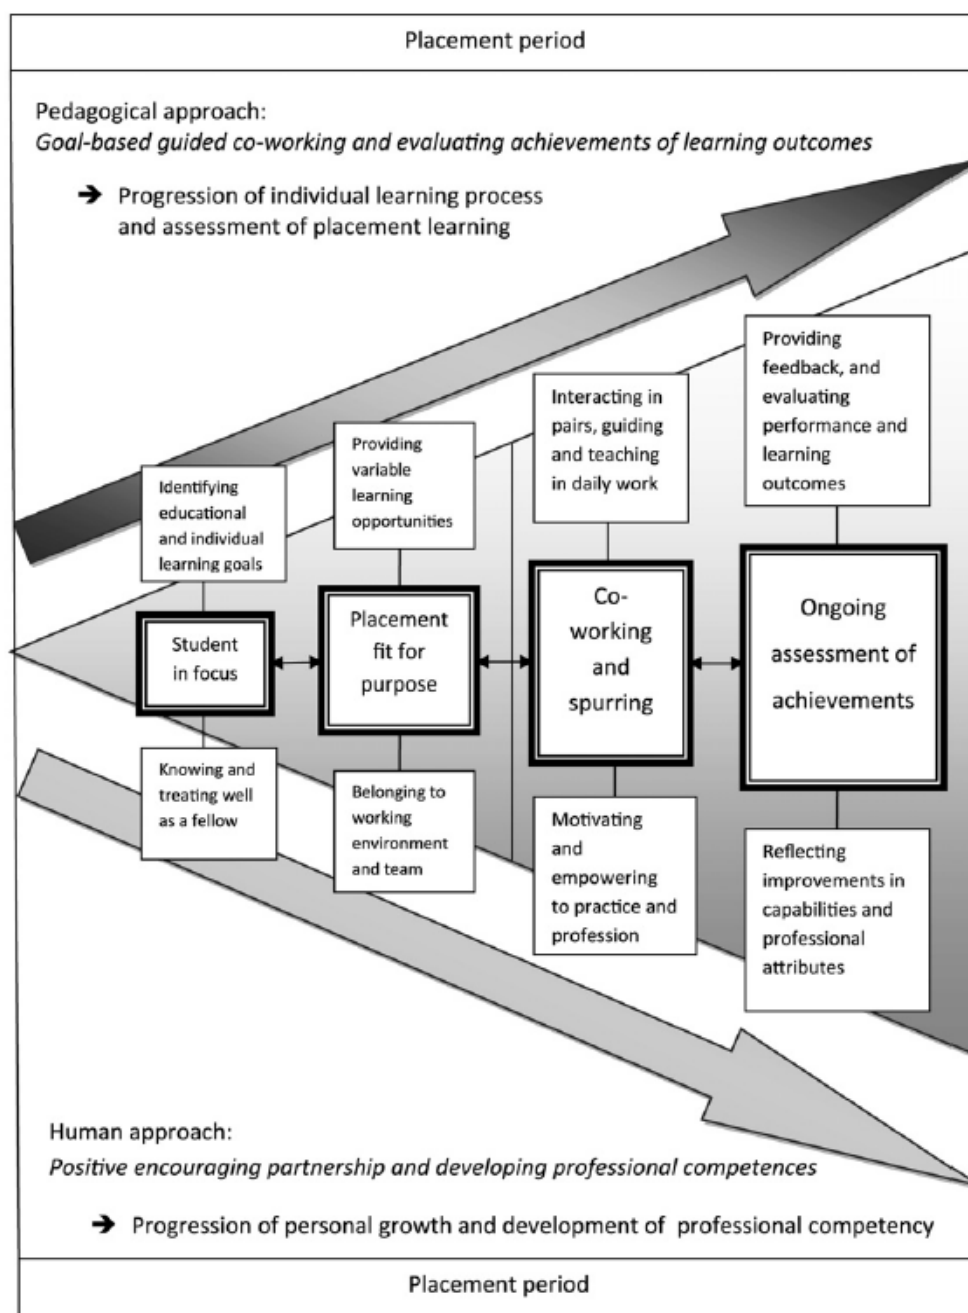 Placement period
Pedagogical approach:
Goal-based guided co-working and evaluating achievements of learning outcomes
➔ Progression of individual learning process
and assessment of placement learning
Identifying
educational
and individual
learning goals
Providing
variable
learning
opportunities
Interacting in
pairs, guiding
and teaching
in daily work
Providing
feedback, and
evaluating
performance and
learning
outcomes
Student
in focus
Placement
fit for
purpose
Co-
working
and
spurring
Ongoing
assessment of
achievements
Knowing and
treating well
as a fellow
Belonging to
working
environment
and team
Motivating
and
empowering
to practice and
profession
Reflecting
improvements in
capabilities and
professional
attributes
Human approach:
Positive encouraging partnership and developing professional competences
➔ Progression of personal growth and development of professional competency
Placement period